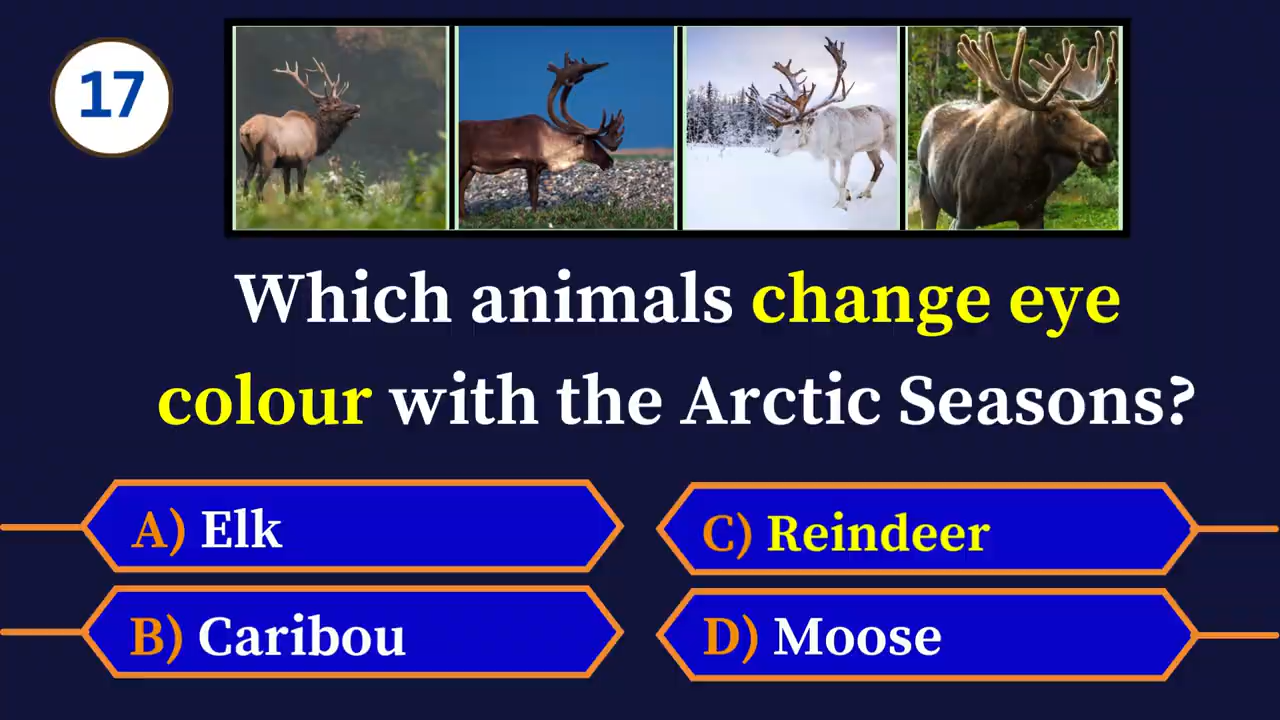 17
Which animals change eye
colour with the Arctic Seasons?
A) Elk
C) Reindeer
B) Caribou
D) Moose